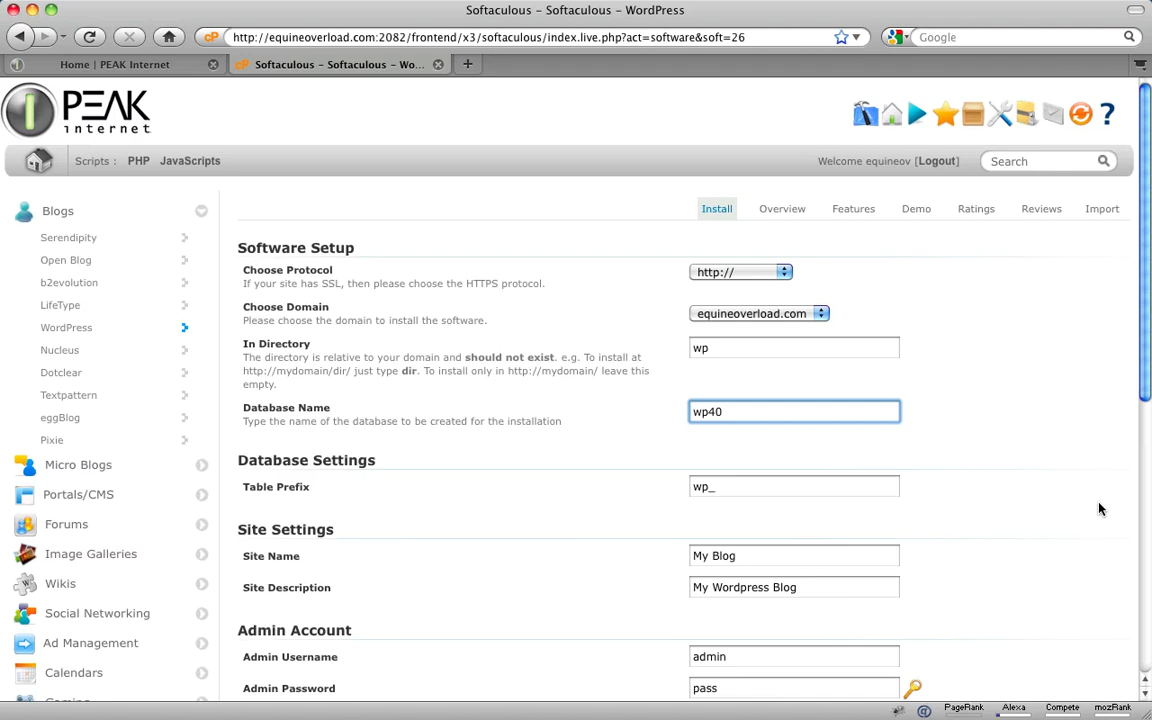 Softaculous – Softaculous – WordPress
cP http://equineoverload.com:2082/frontend/x3/softaculous/index.live.php?act=software&soft=26
Google
Home | PEAK Internet
cP Softaculous – Softaculous – Wo...
PEAK
internet
?
Scripts : PHP JavaScripts
Welcome equineov [Logout]
Search
Blogs
Serendipity
Open Blog
b2evolution
LifeType
WordPress
Nucleus
Dotclear
Textpattern
eggBlog
Pixie
Micro Blogs
Portals/CMS
Forums
Image Galleries
Wikis
Social Networking
Ad Management
Calendars
Install Overview Features Demo Ratings Reviews Import
Software Setup
Choose Protocol
If your site has SSL, then please choose the HTTPS protocol.
http://
Choose Domain
Please choose the domain to install the software.
equineoverload.com
In Directory
The directory is relative to your domain and should not exist. e.g. To install at
http://mydomain/dir/ just type dir. To install only in http://mydomain/ leave this
empty.
wp
Database Name
Type the name of the database to be created for the installation
wp40
Database Settings
Table Prefix
wp_
Site Settings
Site Name
My Blog
Site Description
My Wordpress Blog
Admin Account
Admin Username
admin
Admin Password
pass
PageRank Alexa Compete mozRank